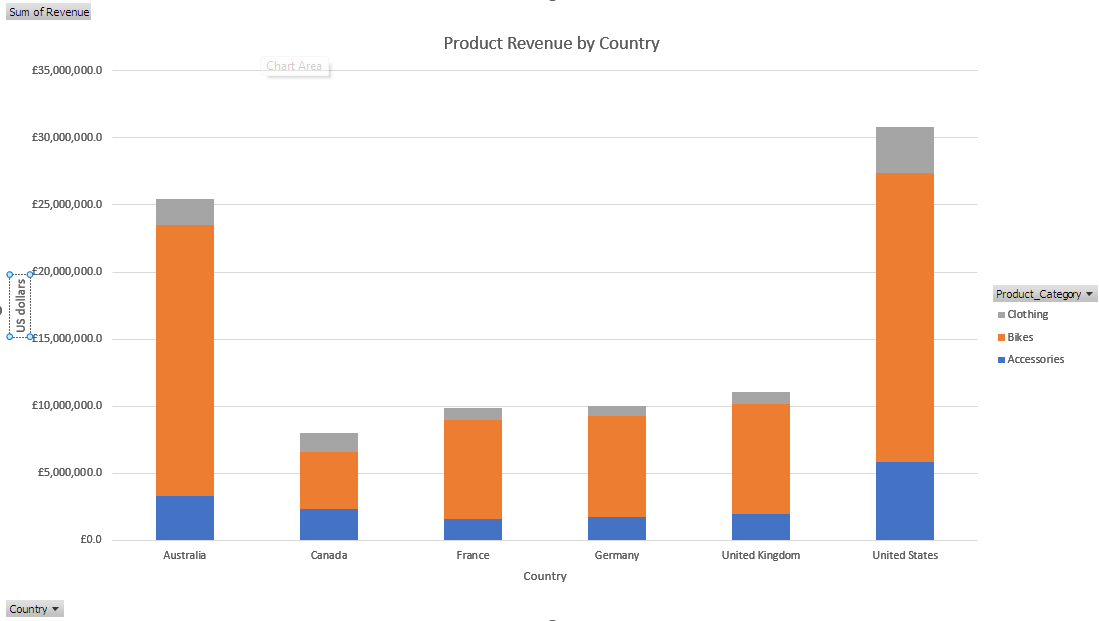 Sum of Revenue
Product Revenue by Country
Chart Area
£35,000,000.0
£30,000,000.0
£25,000,000.0
£20,000,000.0
£15,000,000.0
£10,000,000.0
£5,000,000.0
£0.0
US dollars
Product_Category
Clothing
Bikes
Accessories
Australia Canada France Germany United Kingdom United States
Country
Country